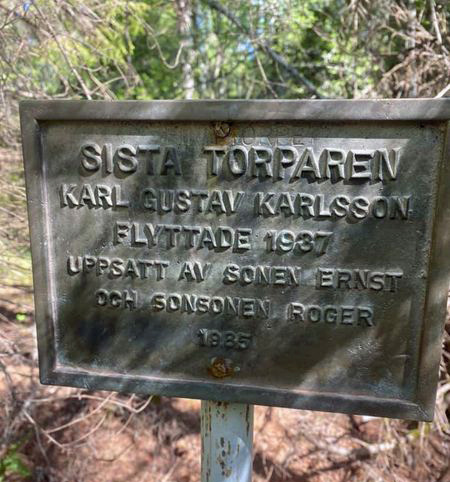 SISTA TORPAREN
KARL GUSTAV KARLSSON
FLYTTADE 1937
UPPSATT AV SONEN ERNST
OCH SONSONEN ROGER
1985